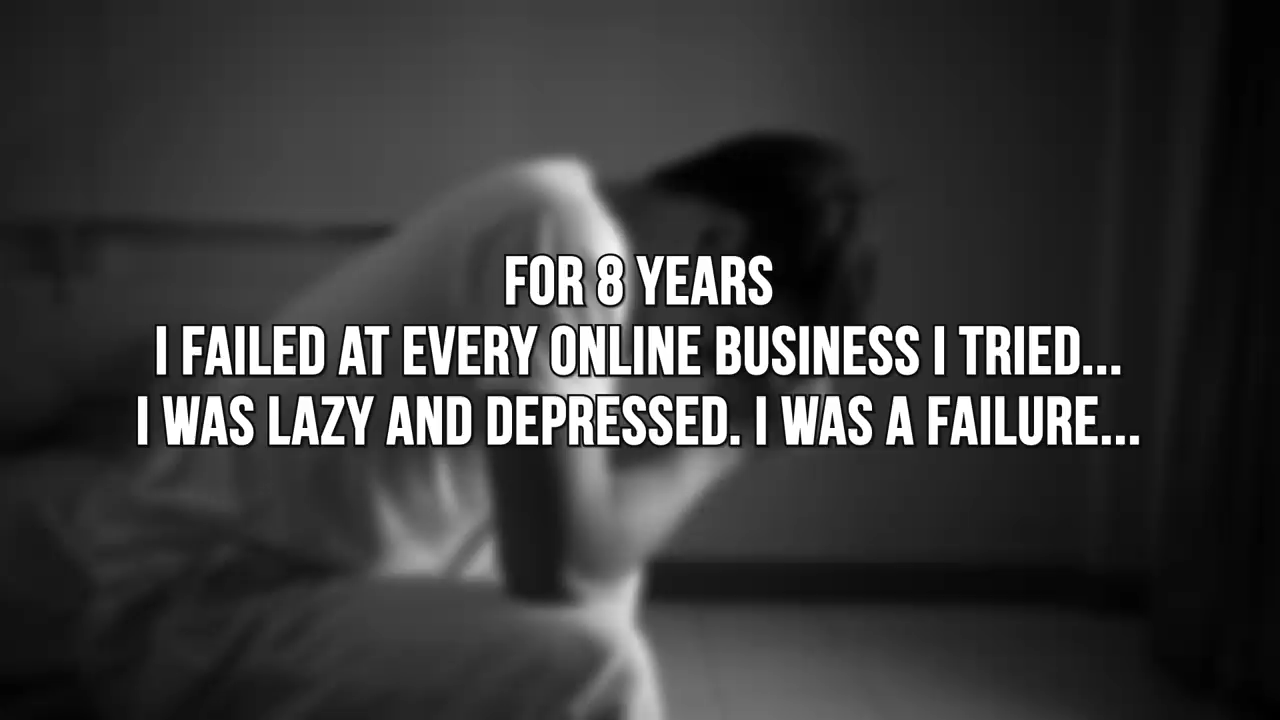 FOR 8 YEARS
I FAILED AT EVERY ONLINE BUSINESS I TRIED...
I WAS LAZY AND DEPRESSED. I WAS A FAILURE...